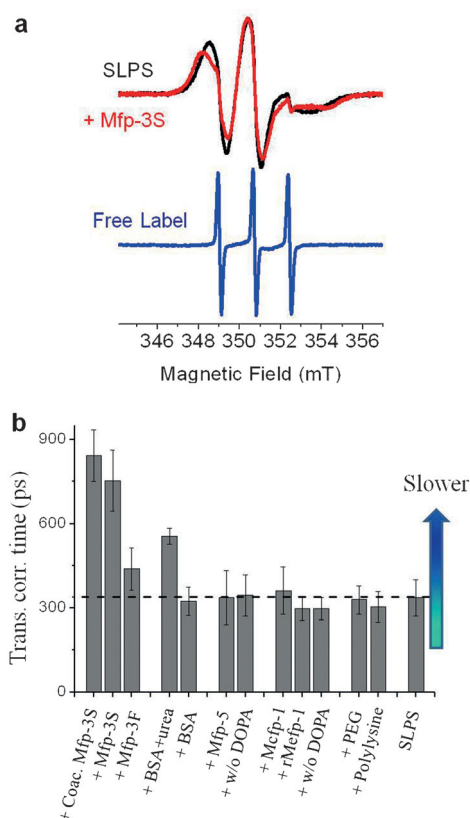 a
SLPS
+ Mfp-3S
Free Label
346 348 350 352 354 356
Magnetic Field (mT)
b
900
600
300
0
Trans. corr. time (ps)
Slower
+ Coac. Mfp-3S
+ Mfp-3S
+ Mfp-3F
+ BSA+urea
+ BSA
+ Mfp-5
+ w/o DOPA
+ Mcfp-1
+ rMefp-1
+ w/o DOPA
+ PEG
+ Polylysine
SLPS